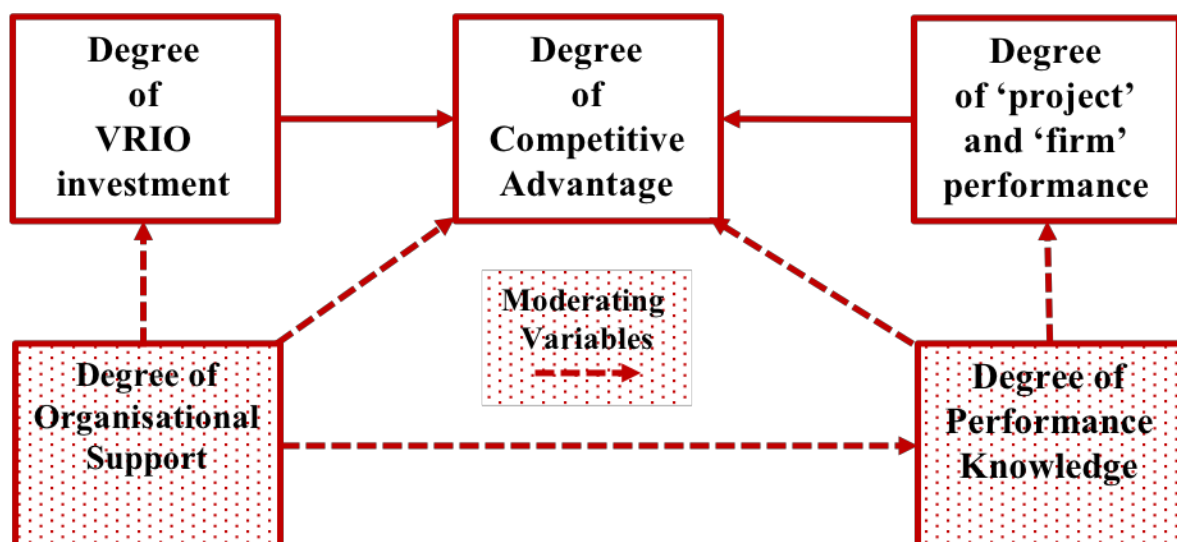 Degree
of
VRIO
investment
Degree
of
Competitive
Advantage
Degree
of ‘project’
and ‘firm’
performance
Moderating
Variables
Degree of
Organisational
Support
Degree of
Performance
Knowledge